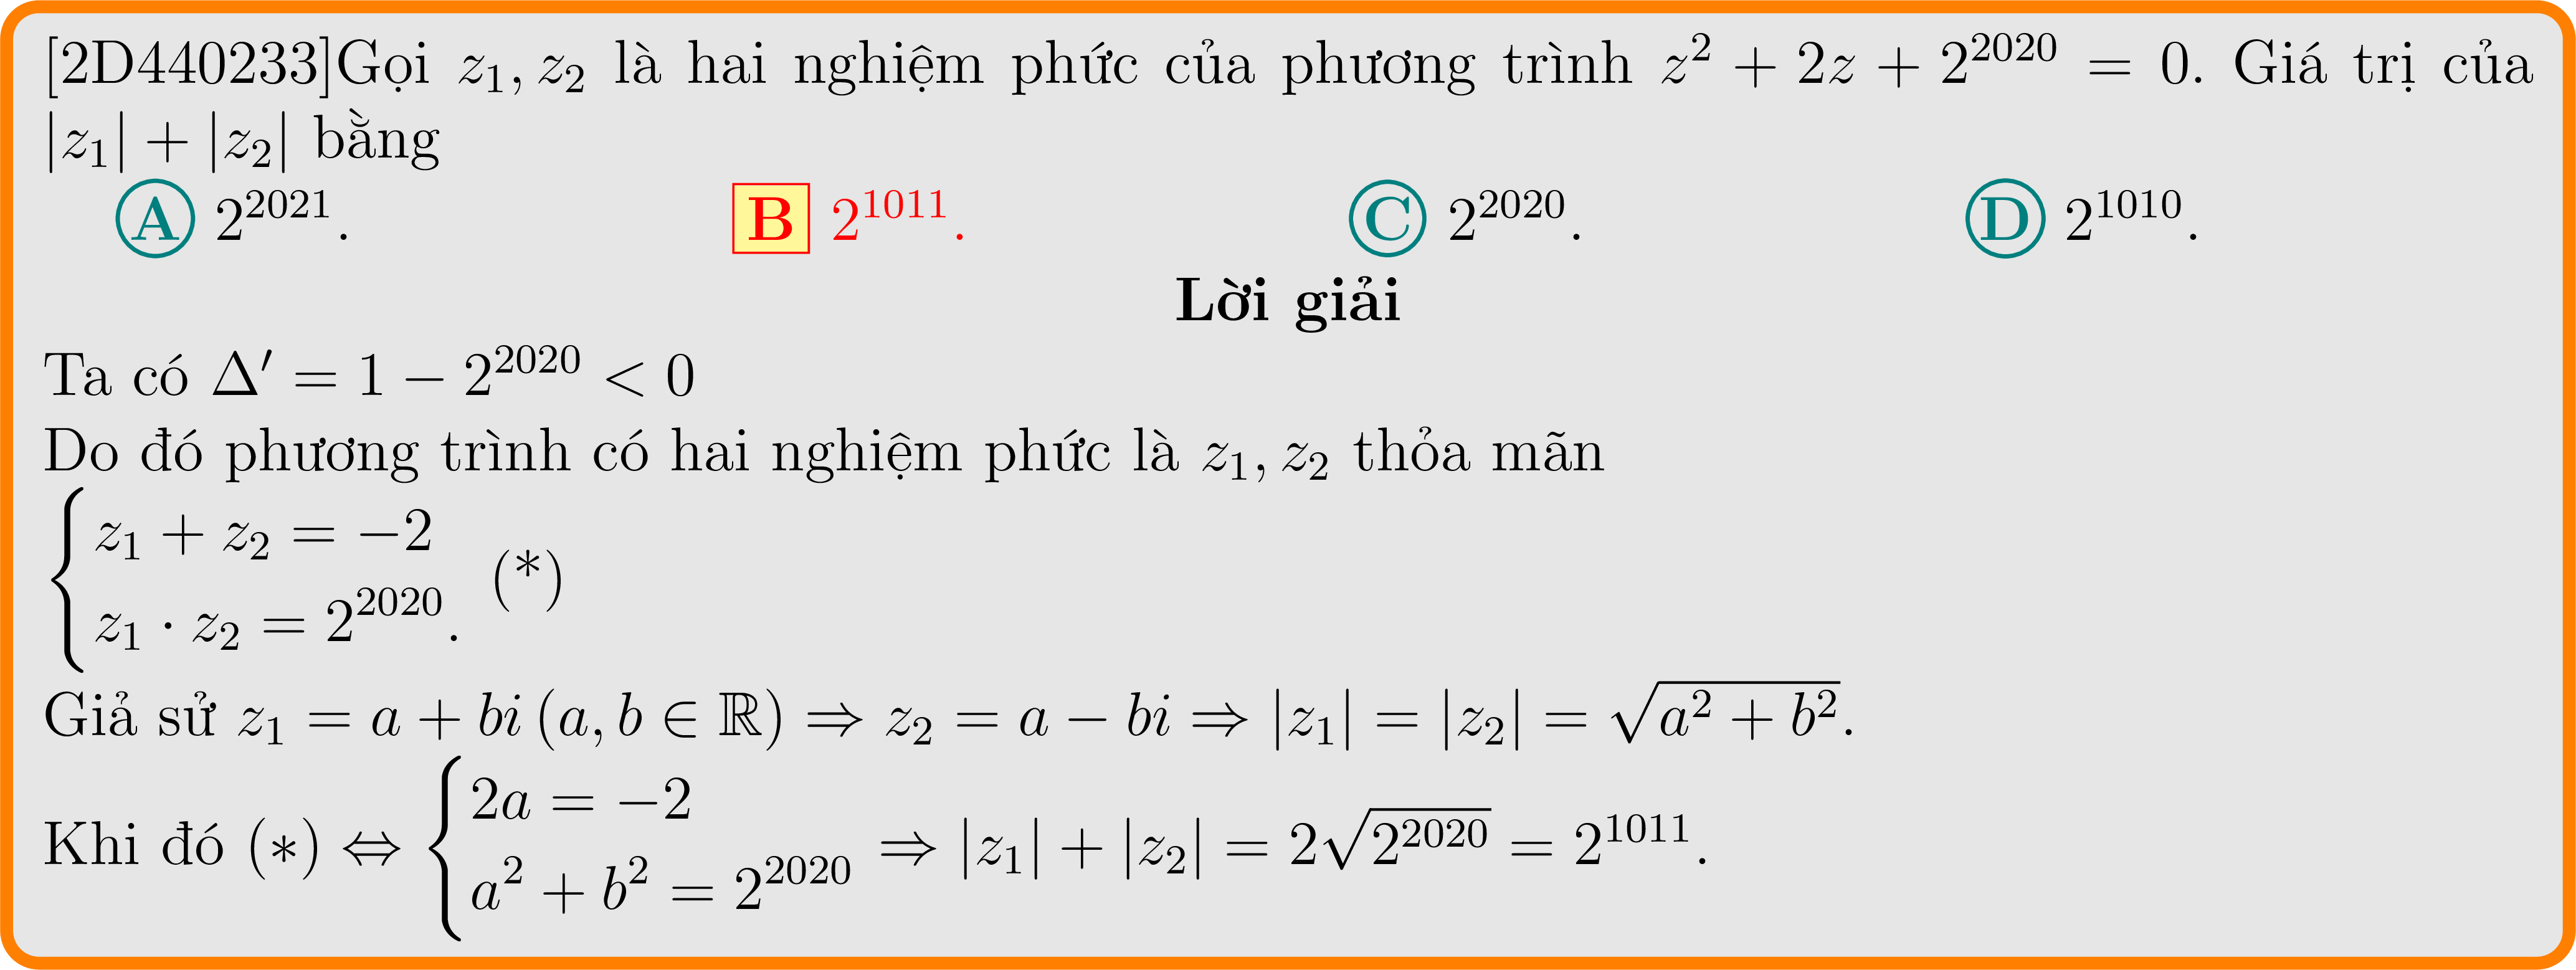 [2D440233]Gọi $z_1, z_2$ là hai nghiệm phức của phương trình $z^2 + 2z + 2^{2020} = 0$. Giá trị của
$|z_1| + |z_2|$ bằng
A $2^{2021}$. B $2^{1011}$. C $2^{2020}$. D $2^{1010}$.
Lời giải
Ta có $\Delta' = 1 - 2^{2020} < 0$
Do đó phương trình có hai nghiệm phức là $z_1, z_2$ thỏa mãn
$\begin{cases} z_1 + z_2 = -2 \\ z_1 \cdot z_2 = 2^{2020}. \end{cases}$ (*)
Giả sử $z_1 = a + bi \, (a, b \in \mathbb{R}) \Rightarrow z_2 = a - bi \Rightarrow |z_1| = |z_2| = \sqrt{a^2 + b^2}$.
Khi đó $(*) \Leftrightarrow \begin{cases} 2a = -2 \\ a^2 + b^2 = 2^{2020} \end{cases} \Rightarrow |z_1| + |z_2| = 2\sqrt{2^{2020}} = 2^{1011}$.